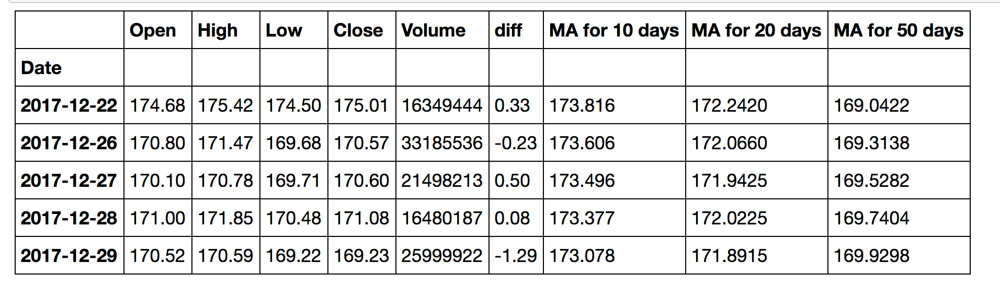 Open High Low Close Volume diff MA for 10 days MA for 20 days MA for 50 days
Date
2017-12-22 174.68 175.42 174.50 175.01 16349444 0.33 173.816 172.2420 169.0422
2017-12-26 170.80 171.47 169.68 170.57 33185536 -0.23 173.606 172.0660 169.3138
2017-12-27 170.10 170.78 169.71 170.60 21498213 0.50 173.496 171.9425 169.5282
2017-12-28 171.00 171.85 170.48 171.08 16480187 0.08 173.377 172.0225 169.7404
2017-12-29 170.52 170.59 169.22 169.23 25999922 -1.29 173.078 171.8915 169.9298